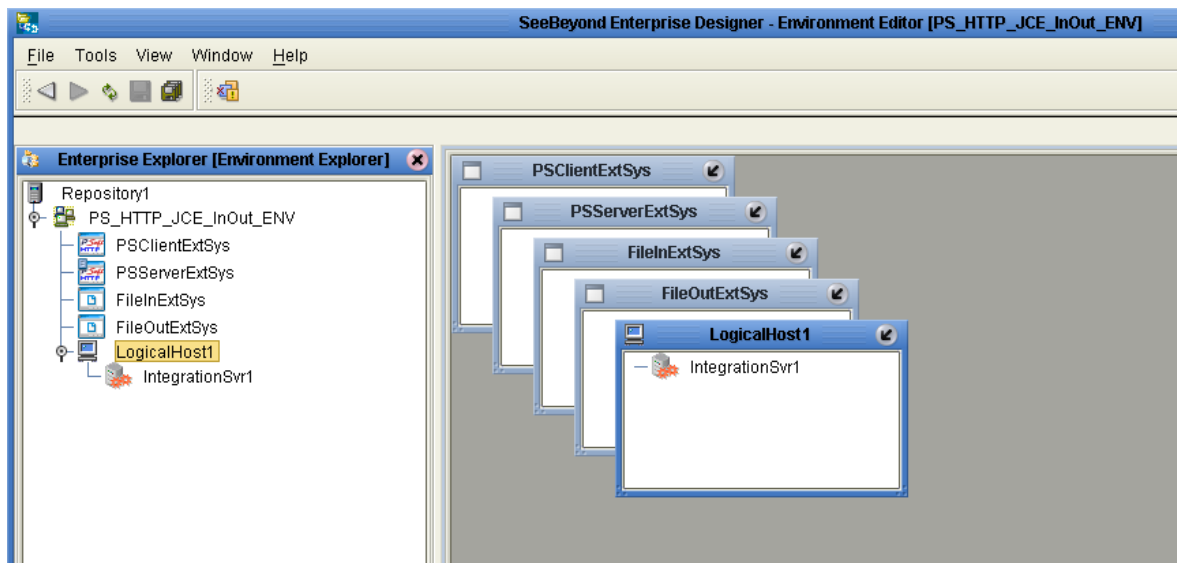 SeeBeyond Enterprise Designer - Environment Editor [PS_HTTP_JCE_InOut_ENV]
File Tools View Window Help
Enterprise Explorer [Environment Explorer]
Repository1
PS_HTTP_JCE_InOut_ENV
PSClientExtSys
PSServerExtSys
FileInExtSys
FileOutExtSys
LogicalHost1
IntegrationSvr1
PSClientExtSys
PSServerExtSys
FileInExtSys
FileOutExtSys
LogicalHost1
IntegrationSvr1